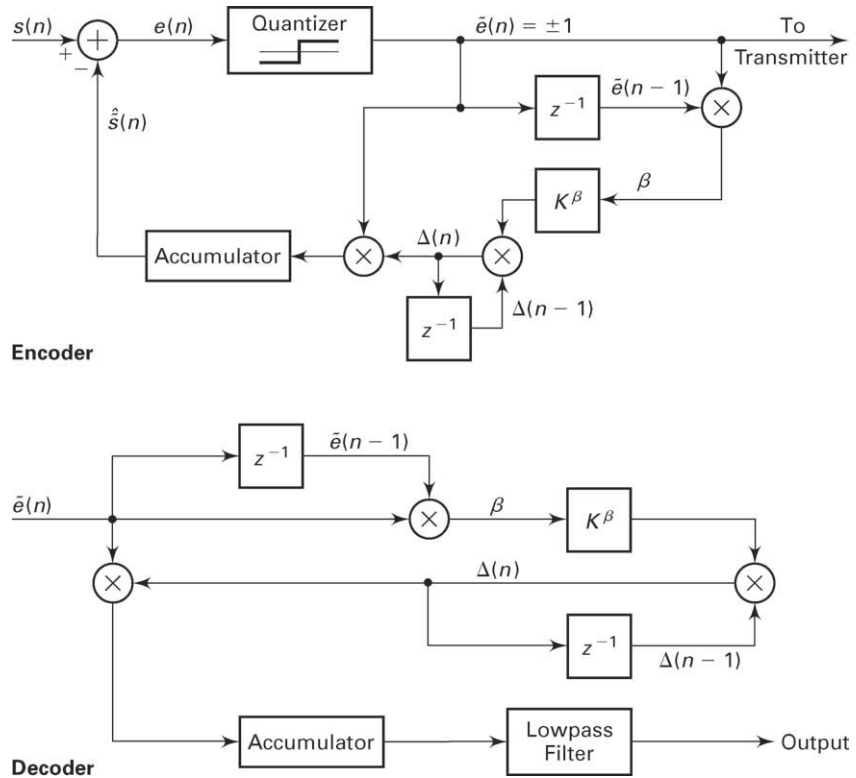 s(n)
+
−
+
e(n)
Quantizer
ẽ(n) = ±1
To
Transmitter
ŝ̃(n)
z⁻¹
ẽ(n − 1)
×
K^β
β
Accumulator
×
Δ(n)
×
z⁻¹
Δ(n − 1)
Encoder
z⁻¹
ẽ(n − 1)
ẽ(n)
×
β
K^β
×
Δ(n)
×
z⁻¹
Δ(n − 1)
Accumulator
Lowpass
Filter
Output
Decoder